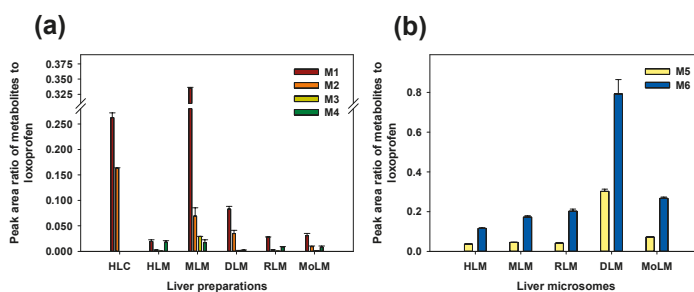 (a)
Peak area ratio of metabolites to
loxoprofen
0.375
0.350
0.325
0.250
0.200
0.150
0.100
0.050
0.000
M1
M2
M3
M4
HLC HLM MLM DLM RLM MoLM
Liver preparations
(b)
Peak area ratio of metabolites to
loxoprofen
0.8
0.6
0.4
0.2
0.0
M5
M6
HLM MLM RLM DLM MoLM
Liver microsomes